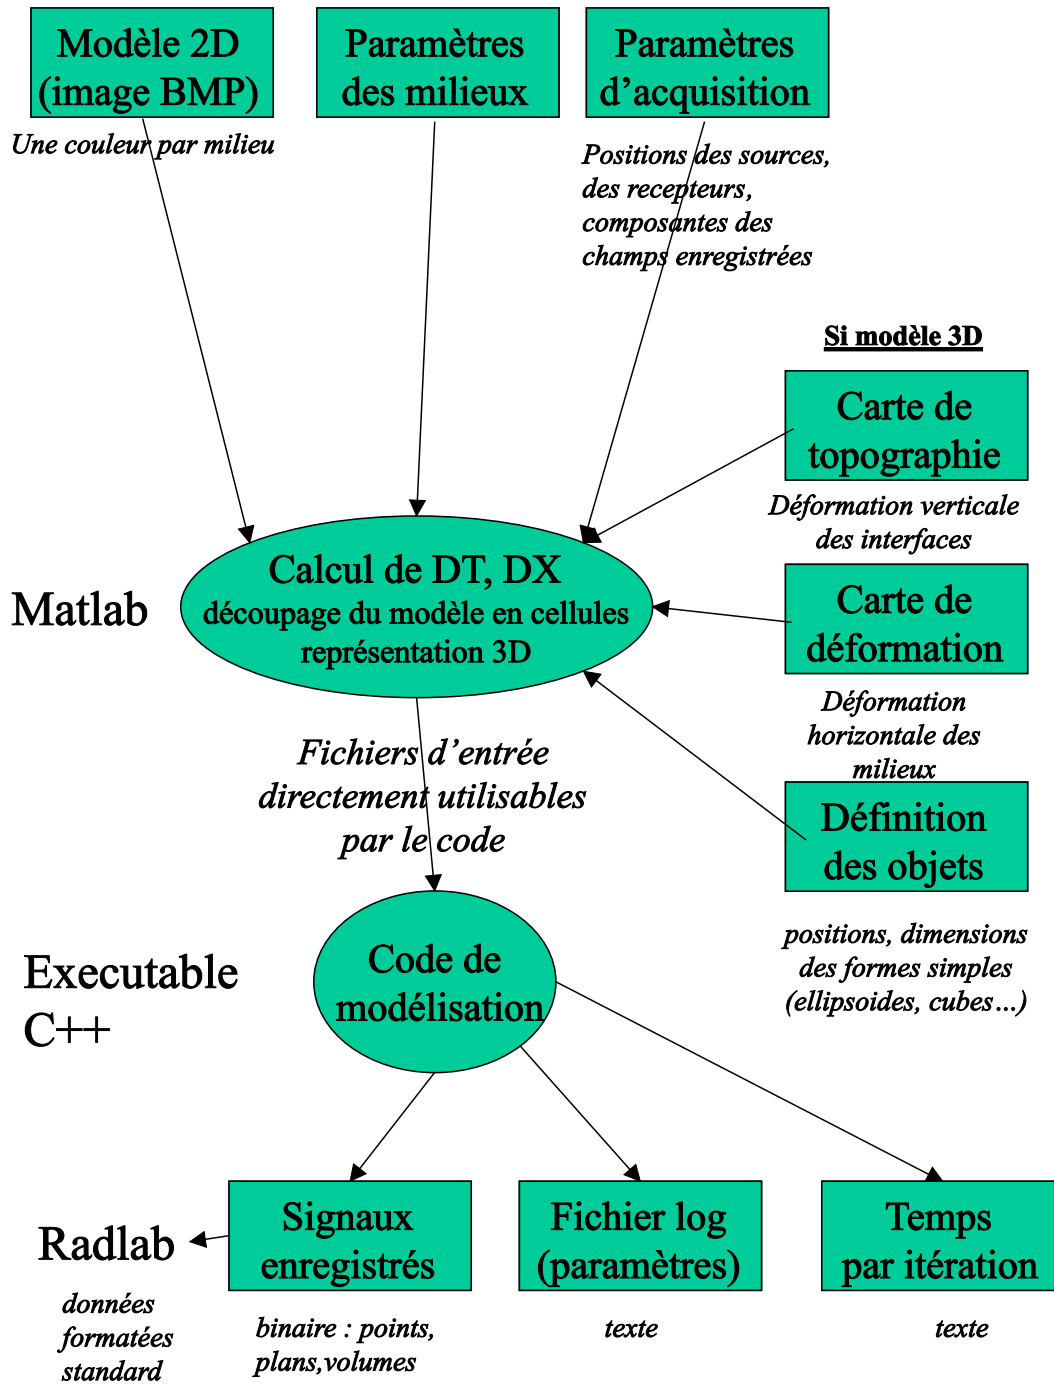 Modèle 2D
(image BMP)
Une couleur par milieu
Paramètres
des milieux
Paramètres
d’acquisition
Positions des sources,
des recepteurs,
composantes des
champs enregistrées
Si modèle 3D
Carte de
topographie
Déformation verticale
des interfaces
Matlab
Calcul de DT, DX
découpage du modèle en cellules
représentation 3D
Carte de
déformation
Déformation
horizontale des
milieux
Fichiers d’entrée
directement utilisables
par le code
Définition
des objets
positions, dimensions
des formes simples
(ellipsoides, cubes…)
Executable
C++
Code de
modélisation
Radlab
données
formatées
standard
Signaux
enregistrés
binaire : points,
plans,volumes
Fichier log
(paramètres)
texte
Temps
par itération
texte